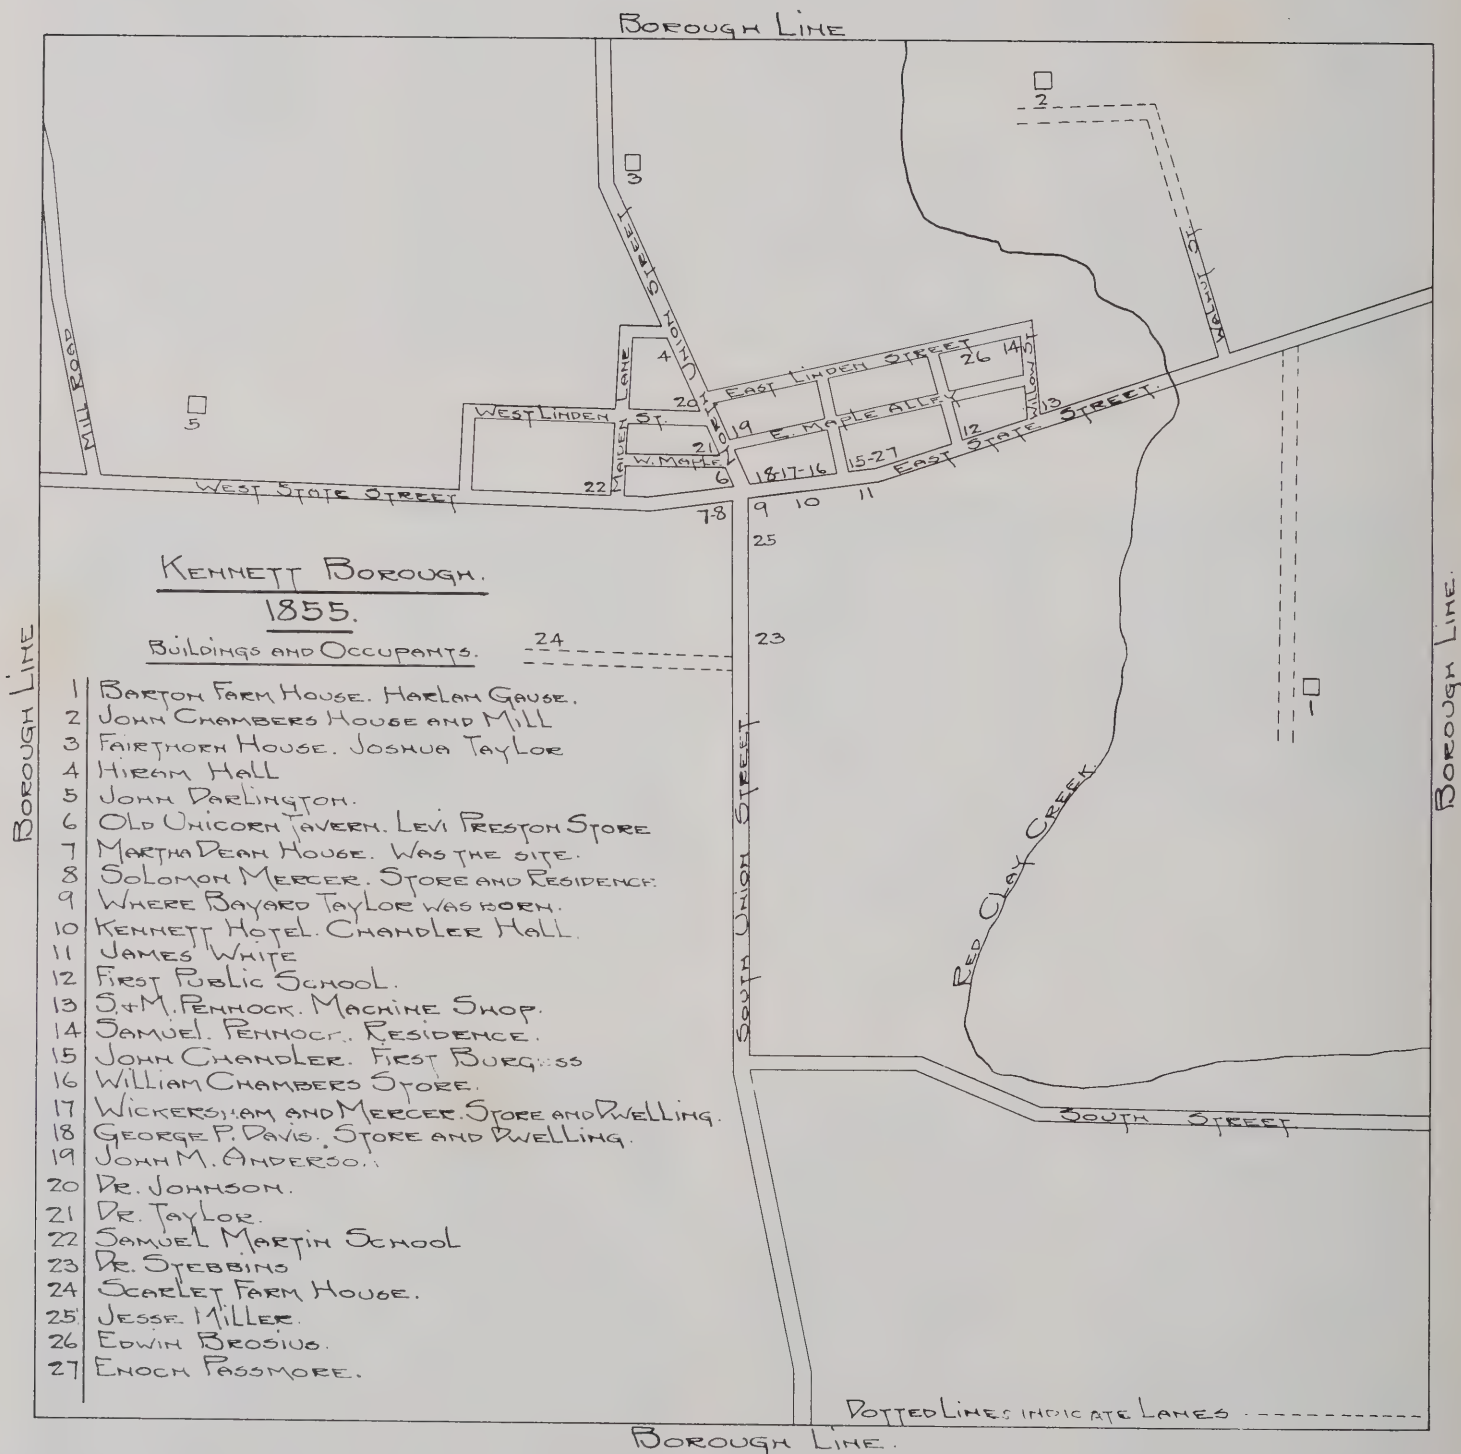 BOROUGH LINE
2
3
MILL ROAD
5
UNION STREET
NORTH
WALNUT ST.
MAIDEN LANE
4
WEST LINDEN ST.
20
EAST LINDEN STREET
26
14
WILLOW ST.
13
19
E. MAPLE ALLEY
21
W. MAPLE
6
18-17-16
15-27
12
EAST STATE STREET.
WEST STATE STREET
22
7-8
9
10
11
25
KENNETT BOROUGH.
1855.
BUILDINGS AND OCCUPANTS.
24
23
1
BOROUGH LINE
BOROUGH LINE.
1 BARTON FARM HOUSE. HARLAN GAUSE.
2 JOHN CHAMBERS HOUSE AND MILL
3 FAIRTHORN HOUSE. JOSHUA TAYLOR
4 HIRAM HALL
5 JOHN DARLINGTON.
6 OLD UNICORN TAVERN. LEVI PRESTON STORE
7 MARTHA DEAN HOUSE. WAS THE SITE.
8 SOLOMON MERCER. STORE AND RESIDENCE.
9 WHERE BAYARD TAYLOR WAS BORN.
10 KENNETT HOTEL. CHANDLER HALL.
11 JAMES WHITE
12 FIRST PUBLIC SCHOOL.
13 S. & M. PENNOCK. MACHINE SHOP.
14 SAMUEL. PENNOCK. RESIDENCE.
15 JOHN CHANDLER. FIRST BURGESS
16 WILLIAM CHAMBERS STORE.
17 WICKERSHAM AND MERCER. STORE AND DWELLING.
18 GEORGE P. DAVIS. STORE AND DWELLING.
19 JOHN M. ANDERSON.
20 DR. JOHNSON.
21 DR. TAYLOR.
22 SAMUEL MARTIN SCHOOL
23 DR. STEBBINS
24 SCARLET FARM HOUSE.
25 JESSE MILLER.
26 EDWIN BROSIUS.
27 ENOCH PASSMORE.
SOUTH UNION STREET
RED CLAY CREEK.
SOUTH STREET
DOTTED LINES INDICATE LANES
BOROUGH LINE.